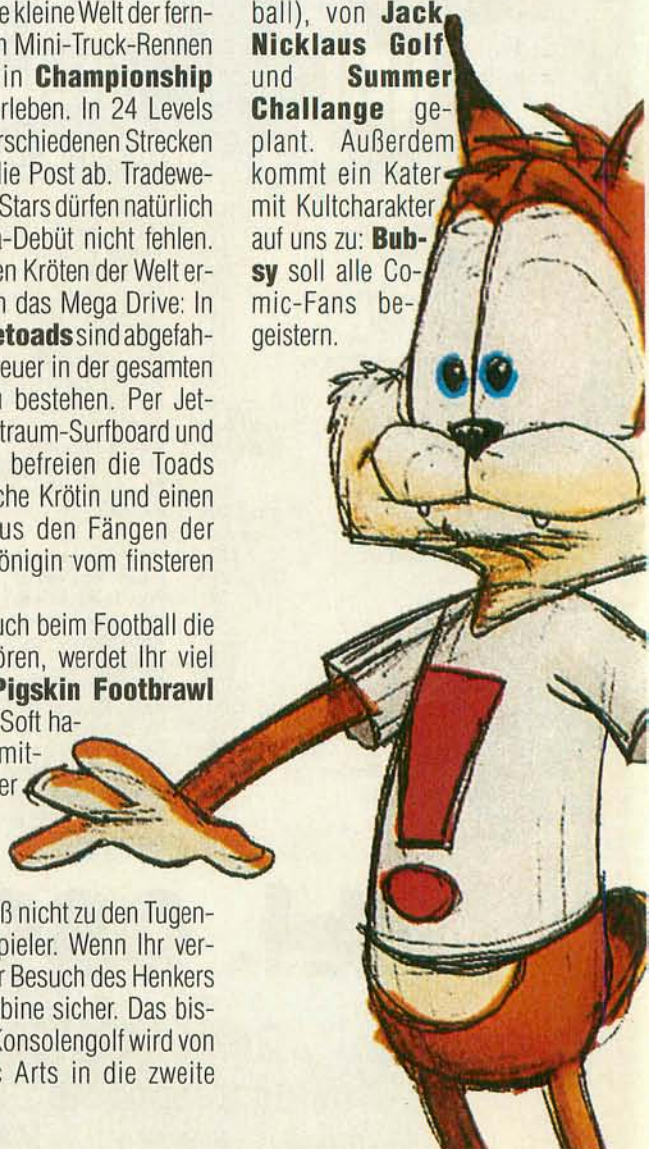 e kleine Welt der fern-
n Mini-Truck-Rennen
in Championship
rleben. In 24 Levels
rschiedenen Strecken
lie Post ab. Tradewe-
Stars dürfen natürlich
a-Debüt nicht fehlen.
en Kröten der Welt er-
n das Mega Drive: In
etoads sind abgefah-
euer in der gesamten
n bestehen. Per Jet-
traum-Surfboard und
befreien die Toads
che Krötin und einen
us den Fängen der
önigin vom finsteren
uch beim Football die
ören, werdet Ihr viel
Pigskin Footbrawl
Soft ha-
mit-
er
ß nicht zu den Tugen-
pieler. Wenn Ihr ver-
r Besuch des Henkers
bine sicher. Das bis-
Konsolengolf wird von
c Arts in die zweite
ball), von Jack
Nicklaus Golf
und Summer
Challange ge-
plant. Außerdem
kommt ein Kater
mit Kultcharakter
auf uns zu: Bub-
sy soll alle Co-
mic-Fans be-
geistern.